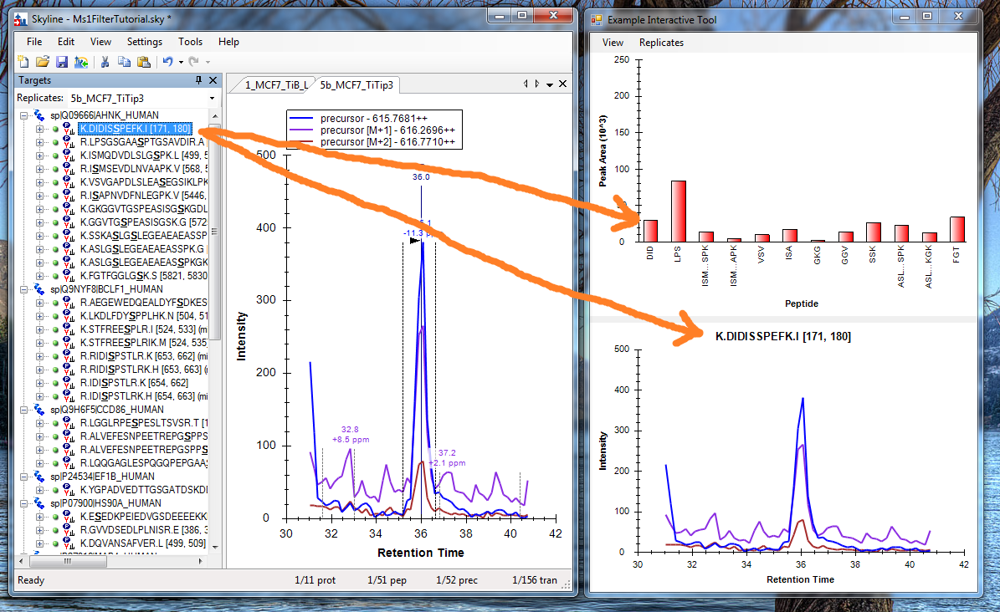 Skyline - Ms1FilterTutorial.sky *
File Edit View Settings Tools Help
Targets
Replicates: 5b_MCF7_TiTip3
sp|Q09666|AHNK_HUMAN
K.DIDISSPEFK.I [171, 180]
R.LPSGSGAASPTGSAVDIR.A
K.ISMQDVDLSLGSPK.L [499, 5
R.ISMSEVDLNVAAPK.V [568, 5
K.VSVGAPDLSLEASEGSIKLPK
R.ISAPNVDFNLEGPK.V [5446,
K.GKGGVTGSPEASISGSKGDL
K.GGVTGSPEASISGSK.G [572
K.SSKASLGSLEGEAEAEASSP
K.ASLGSLEGEAEAEASSPK.G
K.ASLGSLEGEAEAEASSPKGK
K.FGTFGGLGSK.S [5821, 5830
sp|Q9NYF8|BCLF1_HUMAN
R.AEGEWEDQEALDYFSDKES
K.LKDLFDYSPPLHK.N [504, 51
K.STFREESPLR.I [524, 533] (m
K.STFREESPLRIK.M [524, 535]
R.RIDISPSTLR.K [653, 662] (mi
R.RIDISPSTLRK.H [653, 663] (m
R.IDISPSTLR.K [654, 662]
R.IDISPSTLRK.H [654, 663] (mi
sp|Q9H6F5|CCD86_HUMAN
R.LGGLRPESPESLTSVSR.T [1
R.ALVEFESNPEETREPGSPPS
R.ALVEFESNPEETREPGSPPS
R.LQQGAGLESPQGQPEPGAA
sp|P24534|EF1B_HUMAN
K.YGPADVEDTTGSGATDSKD
sp|P07900|HS90A_HUMAN
K.ESEDKPEIEDVGSDEEEEKK
R.GVVDSEDLPLNISR.E [386, 3
K.DQVANSAFVER.L [499, 509]
Ready
1/11 prot 1/51 pep 1/52 prec 1/156 tran
1_MCF7_TiB_L 5b_MCF7_TiTip3
precursor - 615.7681++
precursor [M+1] - 616.2696++
precursor [M+2] - 616.7710++
500
400
300
200
100
0
Intensity
36.0
32.8
+8.5 ppm
37.2
+2.1 ppm
30 32 34 36 38 40 42
Retention Time
Example Interactive Tool
View Replicates
250
200
150
100
0
Peak Area (10^3)
DID LPS ISM...SPK ISM...APK VSV ISA GKG GGV SSK ASL...SPK ASL...KGK FGT
Peptide
K.DIDISSPEFK.I [171, 180]
500
400
300
200
100
0
Intensity
30 32 34 36 38 40 42
Retention Time